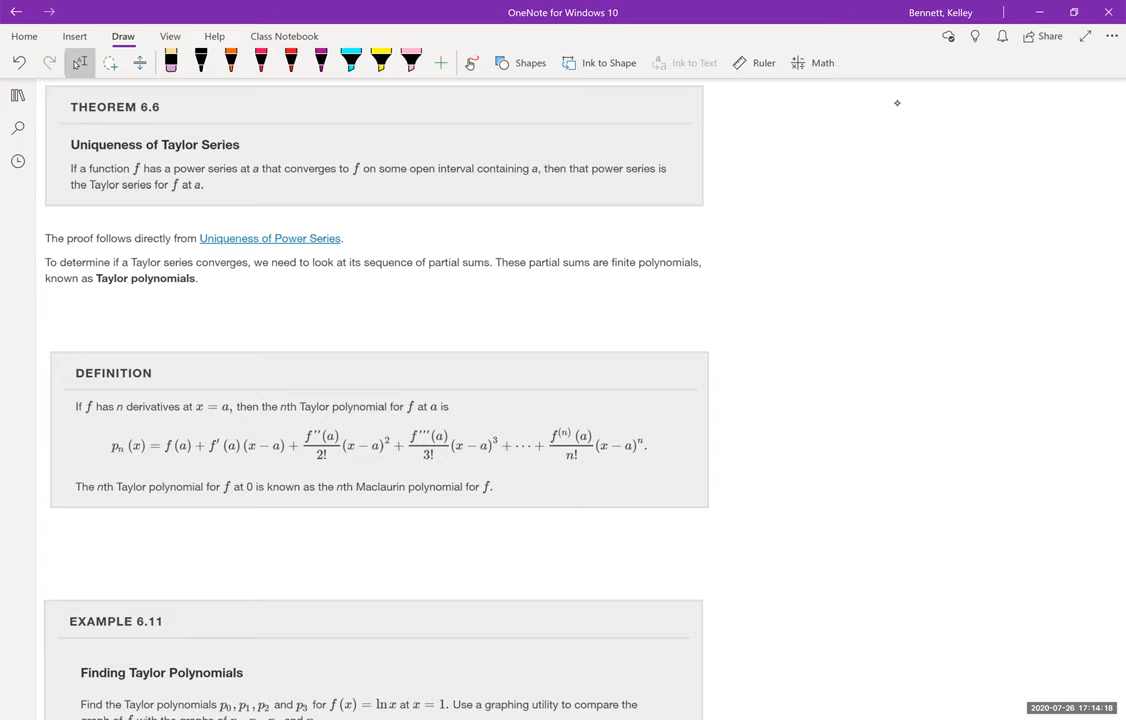 OneNote for Windows 10
Bennett, Kelley
Home Insert Draw View Help Class Notebook
Share
Shapes Ink to Shape Ink to Text Ruler Math
THEOREM 6.6
Uniqueness of Taylor Series
If a function f has a power series at a that converges to f on some open interval containing a, then that power series is
the Taylor series for f at a.
The proof follows directly from Uniqueness of Power Series.
To determine if a Taylor series converges, we need to look at its sequence of partial sums. These partial sums are finite polynomials,
known as Taylor polynomials.
DEFINITION
If f has n derivatives at x = a, then the nth Taylor polynomial for f at a is
pₙ (x) = f (a) + f′ (a) (x − a) + f′′(a)/2! (x − a)² + f′′′(a)/3! (x − a)³ + ⋯ + f⁽ⁿ⁾ (a)/n! (x − a)ⁿ.
The nth Taylor polynomial for f at 0 is known as the nth Maclaurin polynomial for f.
EXAMPLE 6.11
Finding Taylor Polynomials
Find the Taylor polynomials p₀, p₁, p₂ and p₃ for f (x) = ln x at x = 1. Use a graphing utility to compare the
graph of f with the graphs of
2020-07-26 17:14:18